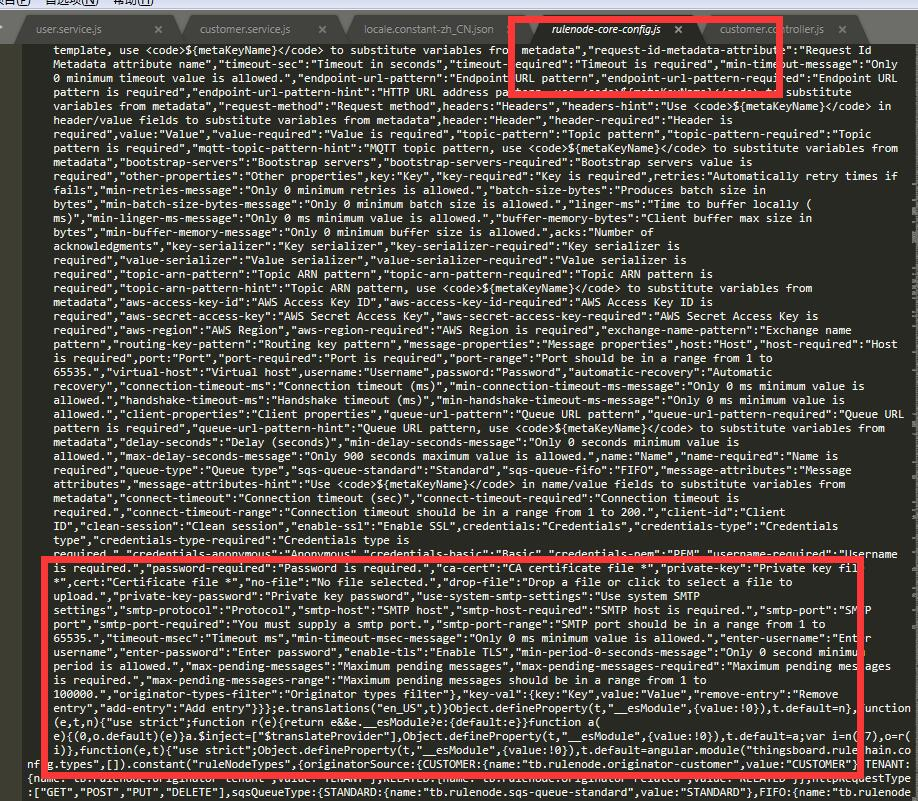 项目(P) 首选项(N) 帮助(H)
user.service.js × customer.service.js × locale.constant-zh_CN.json rulenode-core-config.js × customer.controller.js ×
template, use <code>${metaKeyName}</code> to substitute variables from metadata","request-id-metadata-attribute":"Request Id
Metadata attribute name","timeout-sec":"Timeout in seconds","timeout-required":"Timeout is required","min-timeout-message":"Only
0 minimum timeout value is allowed.","endpoint-url-pattern":"Endpoint URL pattern","endpoint-url-pattern-required":"Endpoint URL
pattern is required","endpoint-url-pattern-hint":"HTTP URL address pattern, use <code>${metaKeyName}</code> to substitute
variables from metadata","request-method":"Request method",headers:"Headers","headers-hint":"Use <code>${metaKeyName}</code> in
header/value fields to substitute variables from metadata",header:"Header","header-required":"Header is
required",value:"Value","value-required":"Value is required","topic-pattern":"Topic pattern","topic-pattern-required":"Topic
pattern is required","mqtt-topic-pattern-hint":"MQTT topic pattern, use <code>${metaKeyName}</code> to substitute variables from
metadata","bootstrap-servers":"Bootstrap servers","bootstrap-servers-required":"Bootstrap servers value is
required","other-properties":"Other properties",key:"Key","key-required":"Key is required",retries:"Automatically retry times if
fails","min-retries-message":"Only 0 minimum retries is allowed.","batch-size-bytes":"Produces batch size in
bytes","min-batch-size-bytes-message":"Only 0 minimum batch size is allowed.","linger-ms":"Time to buffer locally (
ms)","min-linger-ms-message":"Only 0 ms minimum value is allowed.","buffer-memory-bytes":"Client buffer max size in
bytes","min-buffer-memory-message":"Only 0 minimum buffer size is allowed.",acks:"Number of
acknowledgments","key-serializer":"Key serializer","key-serializer-required":"Key serializer is
required","value-serializer":"Value serializer","value-serializer-required":"Value serializer is
required","topic-arn-pattern":"Topic ARN pattern","topic-arn-pattern-required":"Topic ARN pattern is
required","topic-arn-pattern-hint":"Topic ARN pattern, use <code>${metaKeyName}</code> to substitute variables from
metadata","aws-access-key-id":"AWS Access Key ID","aws-access-key-id-required":"AWS Access Key ID is
required","aws-secret-access-key":"AWS Secret Access Key","aws-secret-access-key-required":"AWS Secret Access Key is
required","aws-region":"AWS Region","aws-region-required":"AWS Region is required","exchange-name-pattern":"Exchange name
pattern","routing-key-pattern":"Routing key pattern","message-properties":"Message properties",host:"Host","host-required":"Host
is required",port:"Port","port-required":"Port is required","port-range":"Port should be in a range from 1 to
65535.","virtual-host":"Virtual host",username:"Username",password:"Password","automatic-recovery":"Automatic
recovery","connection-timeout-ms":"Connection timeout (ms)","min-connection-timeout-ms-message":"Only 0 ms minimum value is
allowed.","handshake-timeout-ms":"Handshake timeout (ms)","min-handshake-timeout-ms-message":"Only 0 ms minimum value is
allowed.","client-properties":"Client properties","queue-url-pattern":"Queue URL pattern","queue-url-pattern-required":"Queue URL
pattern is required","queue-url-pattern-hint":"Queue URL pattern, use <code>${metaKeyName}</code> to substitute variables from
metadata","delay-seconds":"Delay (seconds)","min-delay-seconds-message":"Only 0 seconds minimum value is
allowed.","max-delay-seconds-message":"Only 900 seconds maximum value is allowed.",name:"Name","name-required":"Name is
required","queue-type":"Queue type","sqs-queue-standard":"Standard","sqs-queue-fifo":"FIFO","message-attributes":"Message
attributes","message-attributes-hint":"Use <code>${metaKeyName}</code> in name/value fields to substitute variables from
metadata","connect-timeout":"Connection timeout (sec)","connect-timeout-required":"Connection timeout is
required.","connect-timeout-range":"Connection timeout should be in a range from 1 to 200.","client-id":"Client
ID","clean-session":"Clean session","enable-ssl":"Enable SSL",credentials:"Credentials","credentials-type":"Credentials
type","credentials-type-required":"Credentials type is
required.","credentials-anonymous":"Anonymous","credentials-basic":"Basic","credentials-pem":"PEM","username-required":"Username
is required.","password-required":"Password is required.","ca-cert":"CA certificate file *","private-key":"Private key file
*",cert:"Certificate file *","no-file":"No file selected.","drop-file":"Drop a file or click to select a file to
upload.","private-key-password":"Private key password","use-system-smtp-settings":"Use system SMTP
settings","smtp-protocol":"Protocol","smtp-host":"SMTP host","smtp-host-required":"SMTP host is required.","smtp-port":"SMTP
port","smtp-port-required":"You must supply a smtp port.","smtp-port-range":"SMTP port should be in a range from 1 to
65535.","timeout-msec":"Timeout ms","min-timeout-msec-message":"Only 0 ms minimum value is allowed.","enter-username":"Enter
username","enter-password":"Enter password","enable-tls":"Enable TLS","min-period-0-seconds-message":"Only 0 second minimum
period is allowed.","max-pending-messages":"Maximum pending messages","max-pending-messages-required":"Maximum pending messages
is required.","max-pending-messages-range":"Maximum pending messages should be in a range from 1 to
100000.","originator-types-filter":"Originator types filter"},"key-val":{key:"Key",value:"Value","remove-entry":"Remove
entry","add-entry":"Add entry"}}};e.translations("en_US",t)}Object.defineProperty(t,"__esModule",{value:!0}),t.default=n},function
(e,t,n){"use strict";function r(e){return e&&e.__esModule?e:{default:e}}function a(
e){(0,o.default)(e)}a.$inject=["$translateProvider"],Object.defineProperty(t,"__esModule",{value:!0}),t.default=a;var i=n( 7),o=r(
i)},function(e,t){"use strict";Object.defineProperty(t,"__esModule",{value:!0}),t.default=angular.module("thingsboard.ruleChain.co
nfig.types",[]).constant("ruleNodeTypes",{originatorSource:{CUSTOMER:{name:"tb.rulenode.originator-customer",value:"CUSTOMER"},TENANT:
{name:"tb.rulenode.originator-tenant",value:"TENANT"},RELATED:{name:"tb.rulenode.originator-related",value:"RELATED"}},httpRequestType
:["GET","POST","PUT","DELETE"],sqsQueueType:{STANDARD:{name:"tb.rulenode.sqs-queue-standard",value:"STANDARD"},FIFO:{name:"tb.rulenode